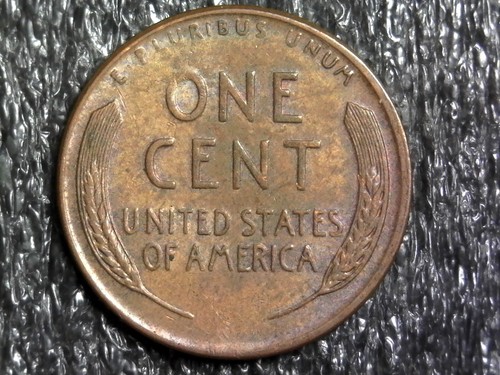 E PLURIBUS UNUM
ONE
CENT
UNITED STATES
OF AMERICA